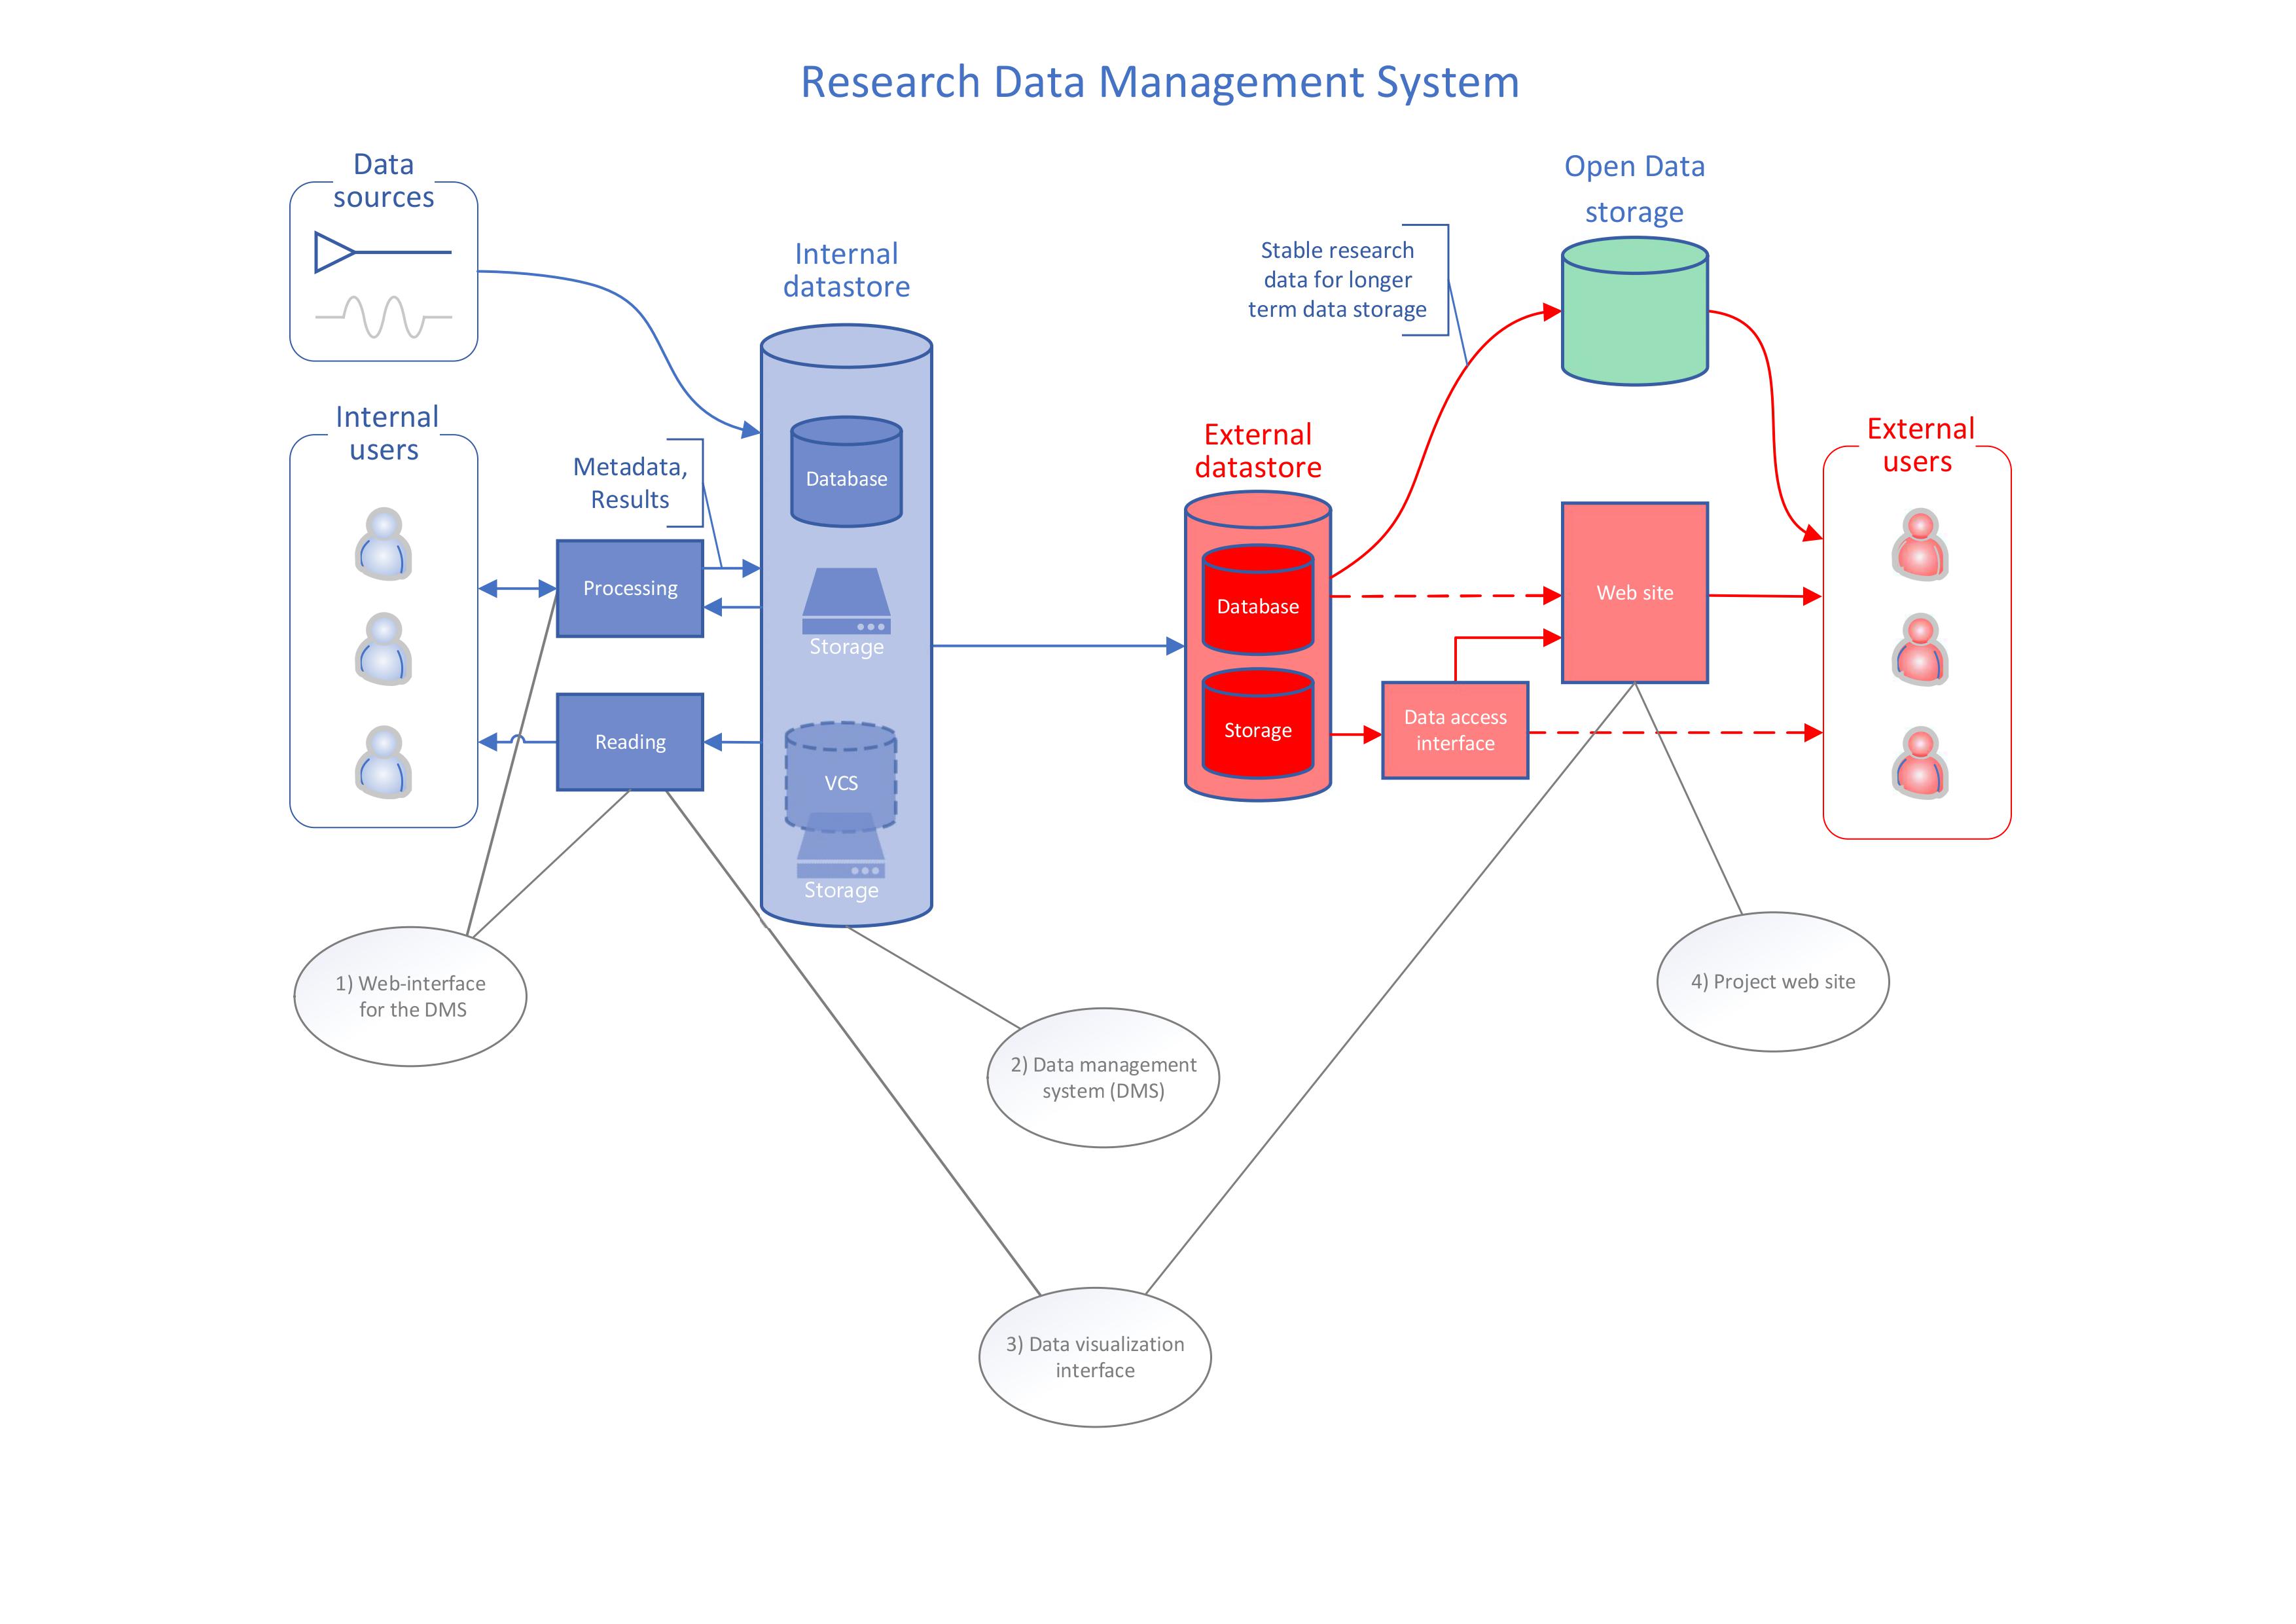 Research Data Management System
Data
sources
Open Data
storage
Internal
datastore
Stable research
data for longer
term data storage
Internal
users
External
datastore
External
users
Metadata,
Results
Database
Processing
Storage
Database
Web site
Reading
VCS
Storage
Storage
Data access
interface
1) Web-interface
for the DMS
2) Data management
system (DMS)
4) Project web site
3) Data visualization
interface